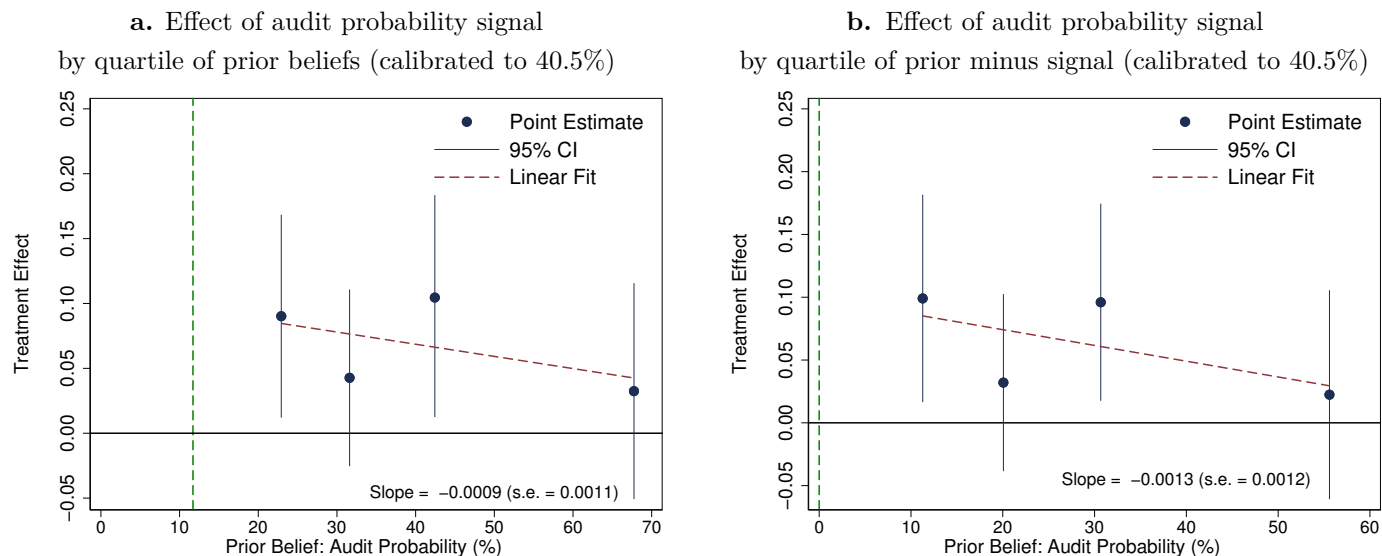 a. Effect of audit probability signal
by quartile of prior beliefs (calibrated to 40.5%)
0.25
0.20
0.15
0.10
0.05
0.00
−0.05
Treatment Effect
Point Estimate
95% CI
Linear Fit
Slope = −0.0009 (s.e. = 0.0011)
0 10 20 30 40 50 60 70
Prior Belief: Audit Probability (%)
b. Effect of audit probability signal
by quartile of prior minus signal (calibrated to 40.5%)
0.25
0.20
0.15
0.10
0.05
0.00
−0.05
Treatment Effect
Point Estimate
95% CI
Linear Fit
Slope = −0.0013 (s.e. = 0.0012)
0 10 20 30 40 50 60
Prior Belief: Audit Probability (%)